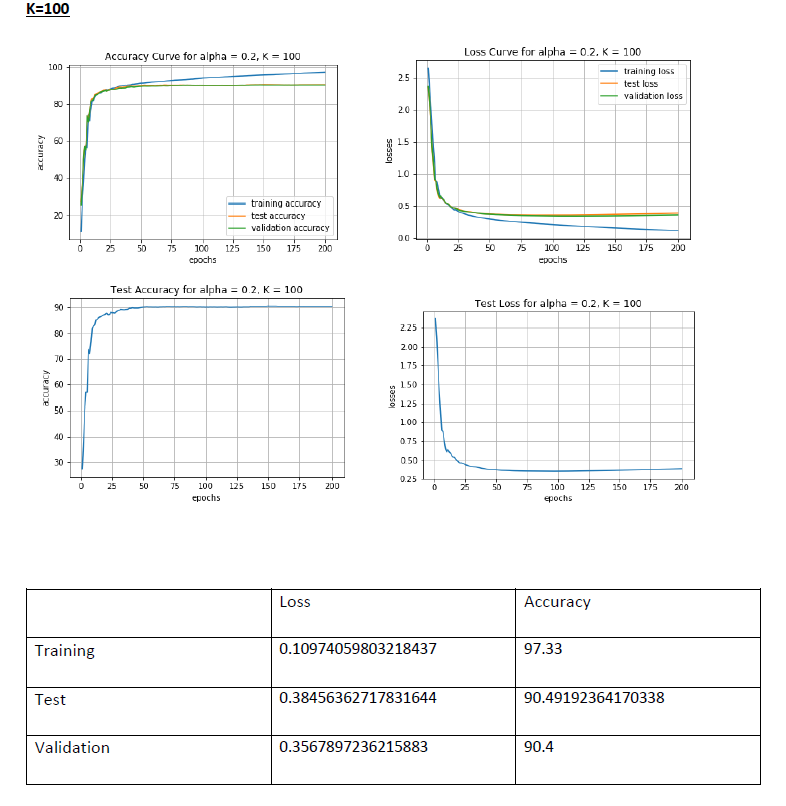 K=100
Accuracy Curve for alpha = 0.2, K = 100
100
80
60
40
20
accuracy
training accuracy
test accuracy
validation accuracy
0 25 50 75 100 125 150 175 200
epochs
Loss Curve for alpha = 0.2, K = 100
2.5
2.0
1.5
1.0
0.5
0.0
losses
training loss
test loss
validation loss
0 25 50 75 100 125 150 175 200
epochs
Test Accuracy for alpha = 0.2, K = 100
90
80
70
60
50
40
30
accuracy
0 25 50 75 100 125 150 175 200
epochs
Test Loss for alpha = 0.2, K = 100
2.25
2.00
1.75
1.50
1.25
1.00
0.75
0.50
0.25
losses
0 25 50 75 100 125 150 175 200
epochs
Loss Accuracy
Training 0.10974059803218437 97.33
Test 0.38456362717831644 90.49192364170338
Validation 0.3567897236215883 90.4